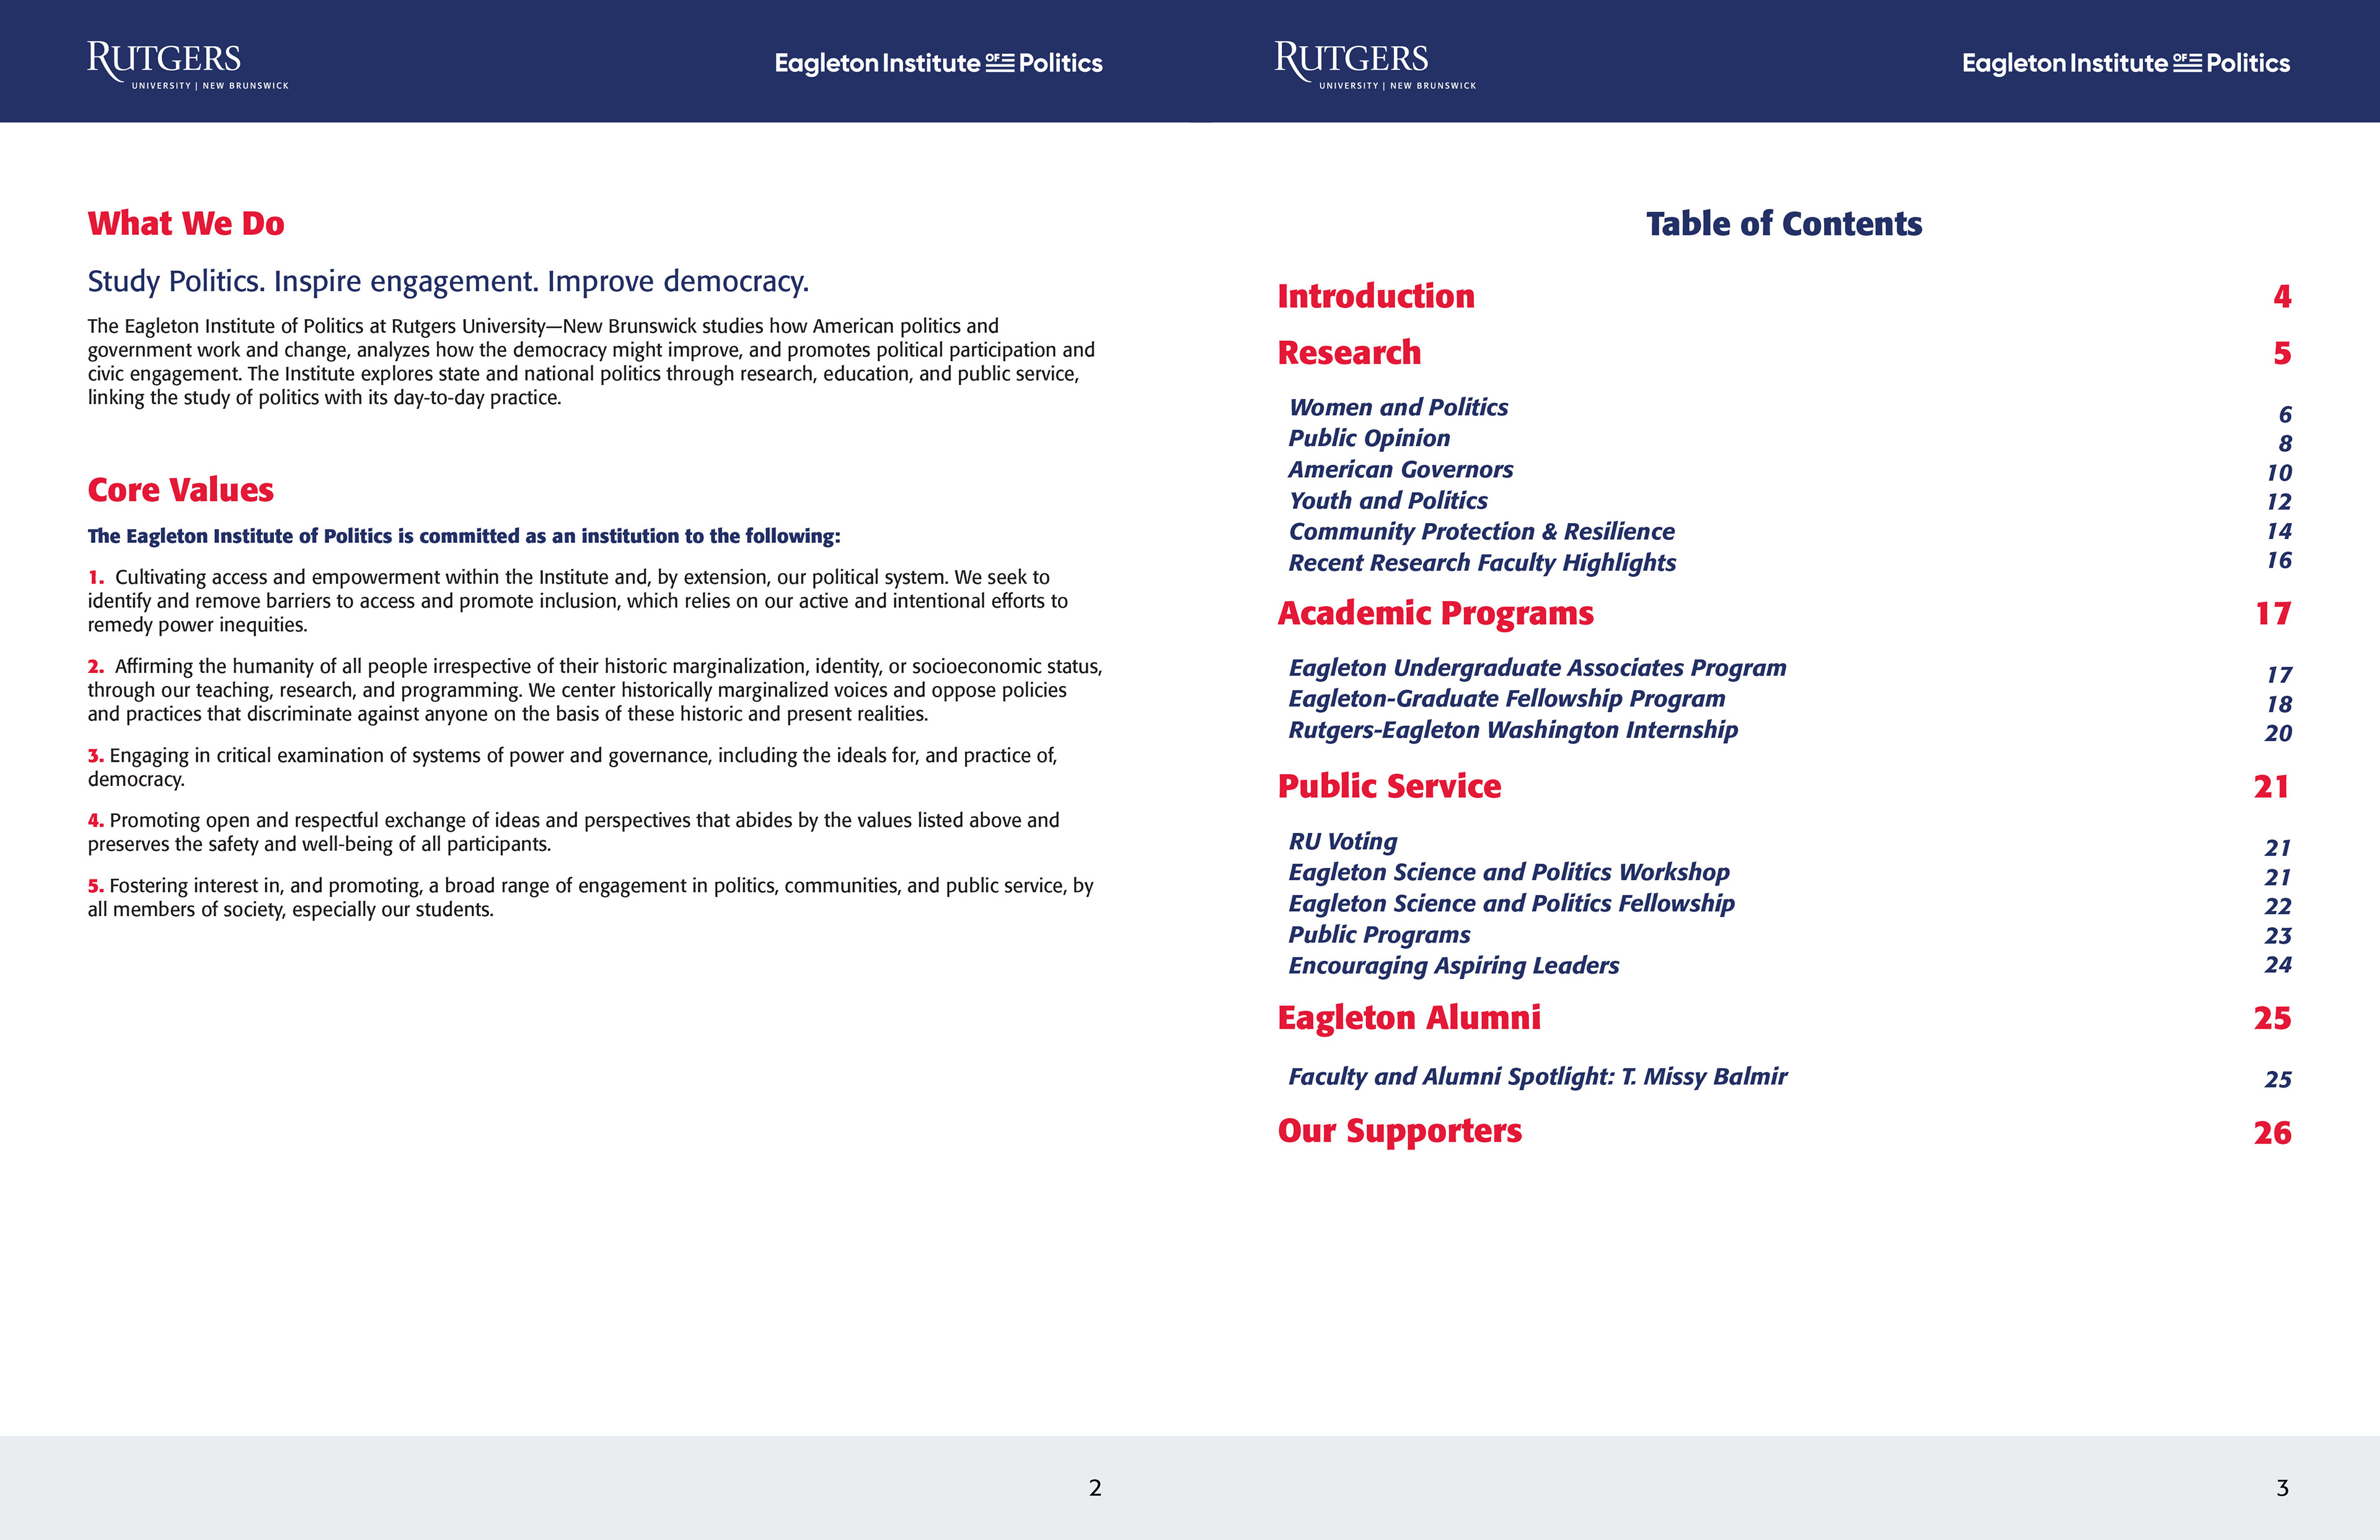 RUTGERS
UNIVERSITY | NEW BRUNSWICK
Eagleton Institute OF Politics
What We Do
Study Politics. Inspire engagement. Improve democracy.
The Eagleton Institute of Politics at Rutgers University—New Brunswick studies how American politics and
government work and change, analyzes how the democracy might improve, and promotes political participation and
civic engagement. The Institute explores state and national politics through research, education, and public service,
linking the study of politics with its day-to-day practice.
Core Values
The Eagleton Institute of Politics is committed as an institution to the following:
1. Cultivating access and empowerment within the Institute and, by extension, our political system. We seek to
identify and remove barriers to access and promote inclusion, which relies on our active and intentional efforts to
remedy power inequities.
2. Affirming the humanity of all people irrespective of their historic marginalization, identity, or socioeconomic status,
through our teaching, research, and programming. We center historically marginalized voices and oppose policies
and practices that discriminate against anyone on the basis of these historic and present realities.
3. Engaging in critical examination of systems of power and governance, including the ideals for, and practice of,
democracy.
4. Promoting open and respectful exchange of ideas and perspectives that abides by the values listed above and
preserves the safety and well-being of all participants.
5. Fostering interest in, and promoting, a broad range of engagement in politics, communities, and public service, by
all members of society, especially our students.
2
RUTGERS
UNIVERSITY | NEW BRUNSWICK
Eagleton Institute OF Politics
Table of Contents
Introduction 4
Research 5
Women and Politics 6
Public Opinion 8
American Governors 10
Youth and Politics 12
Community Protection & Resilience 14
Recent Research Faculty Highlights 16
Academic Programs 17
Eagleton Undergraduate Associates Program 17
Eagleton-Graduate Fellowship Program 18
Rutgers-Eagleton Washington Internship 20
Public Service 21
RU Voting 21
Eagleton Science and Politics Workshop 21
Eagleton Science and Politics Fellowship 22
Public Programs 23
Encouraging Aspiring Leaders 24
Eagleton Alumni 25
Faculty and Alumni Spotlight: T. Missy Balmir 25
Our Supporters 26
3